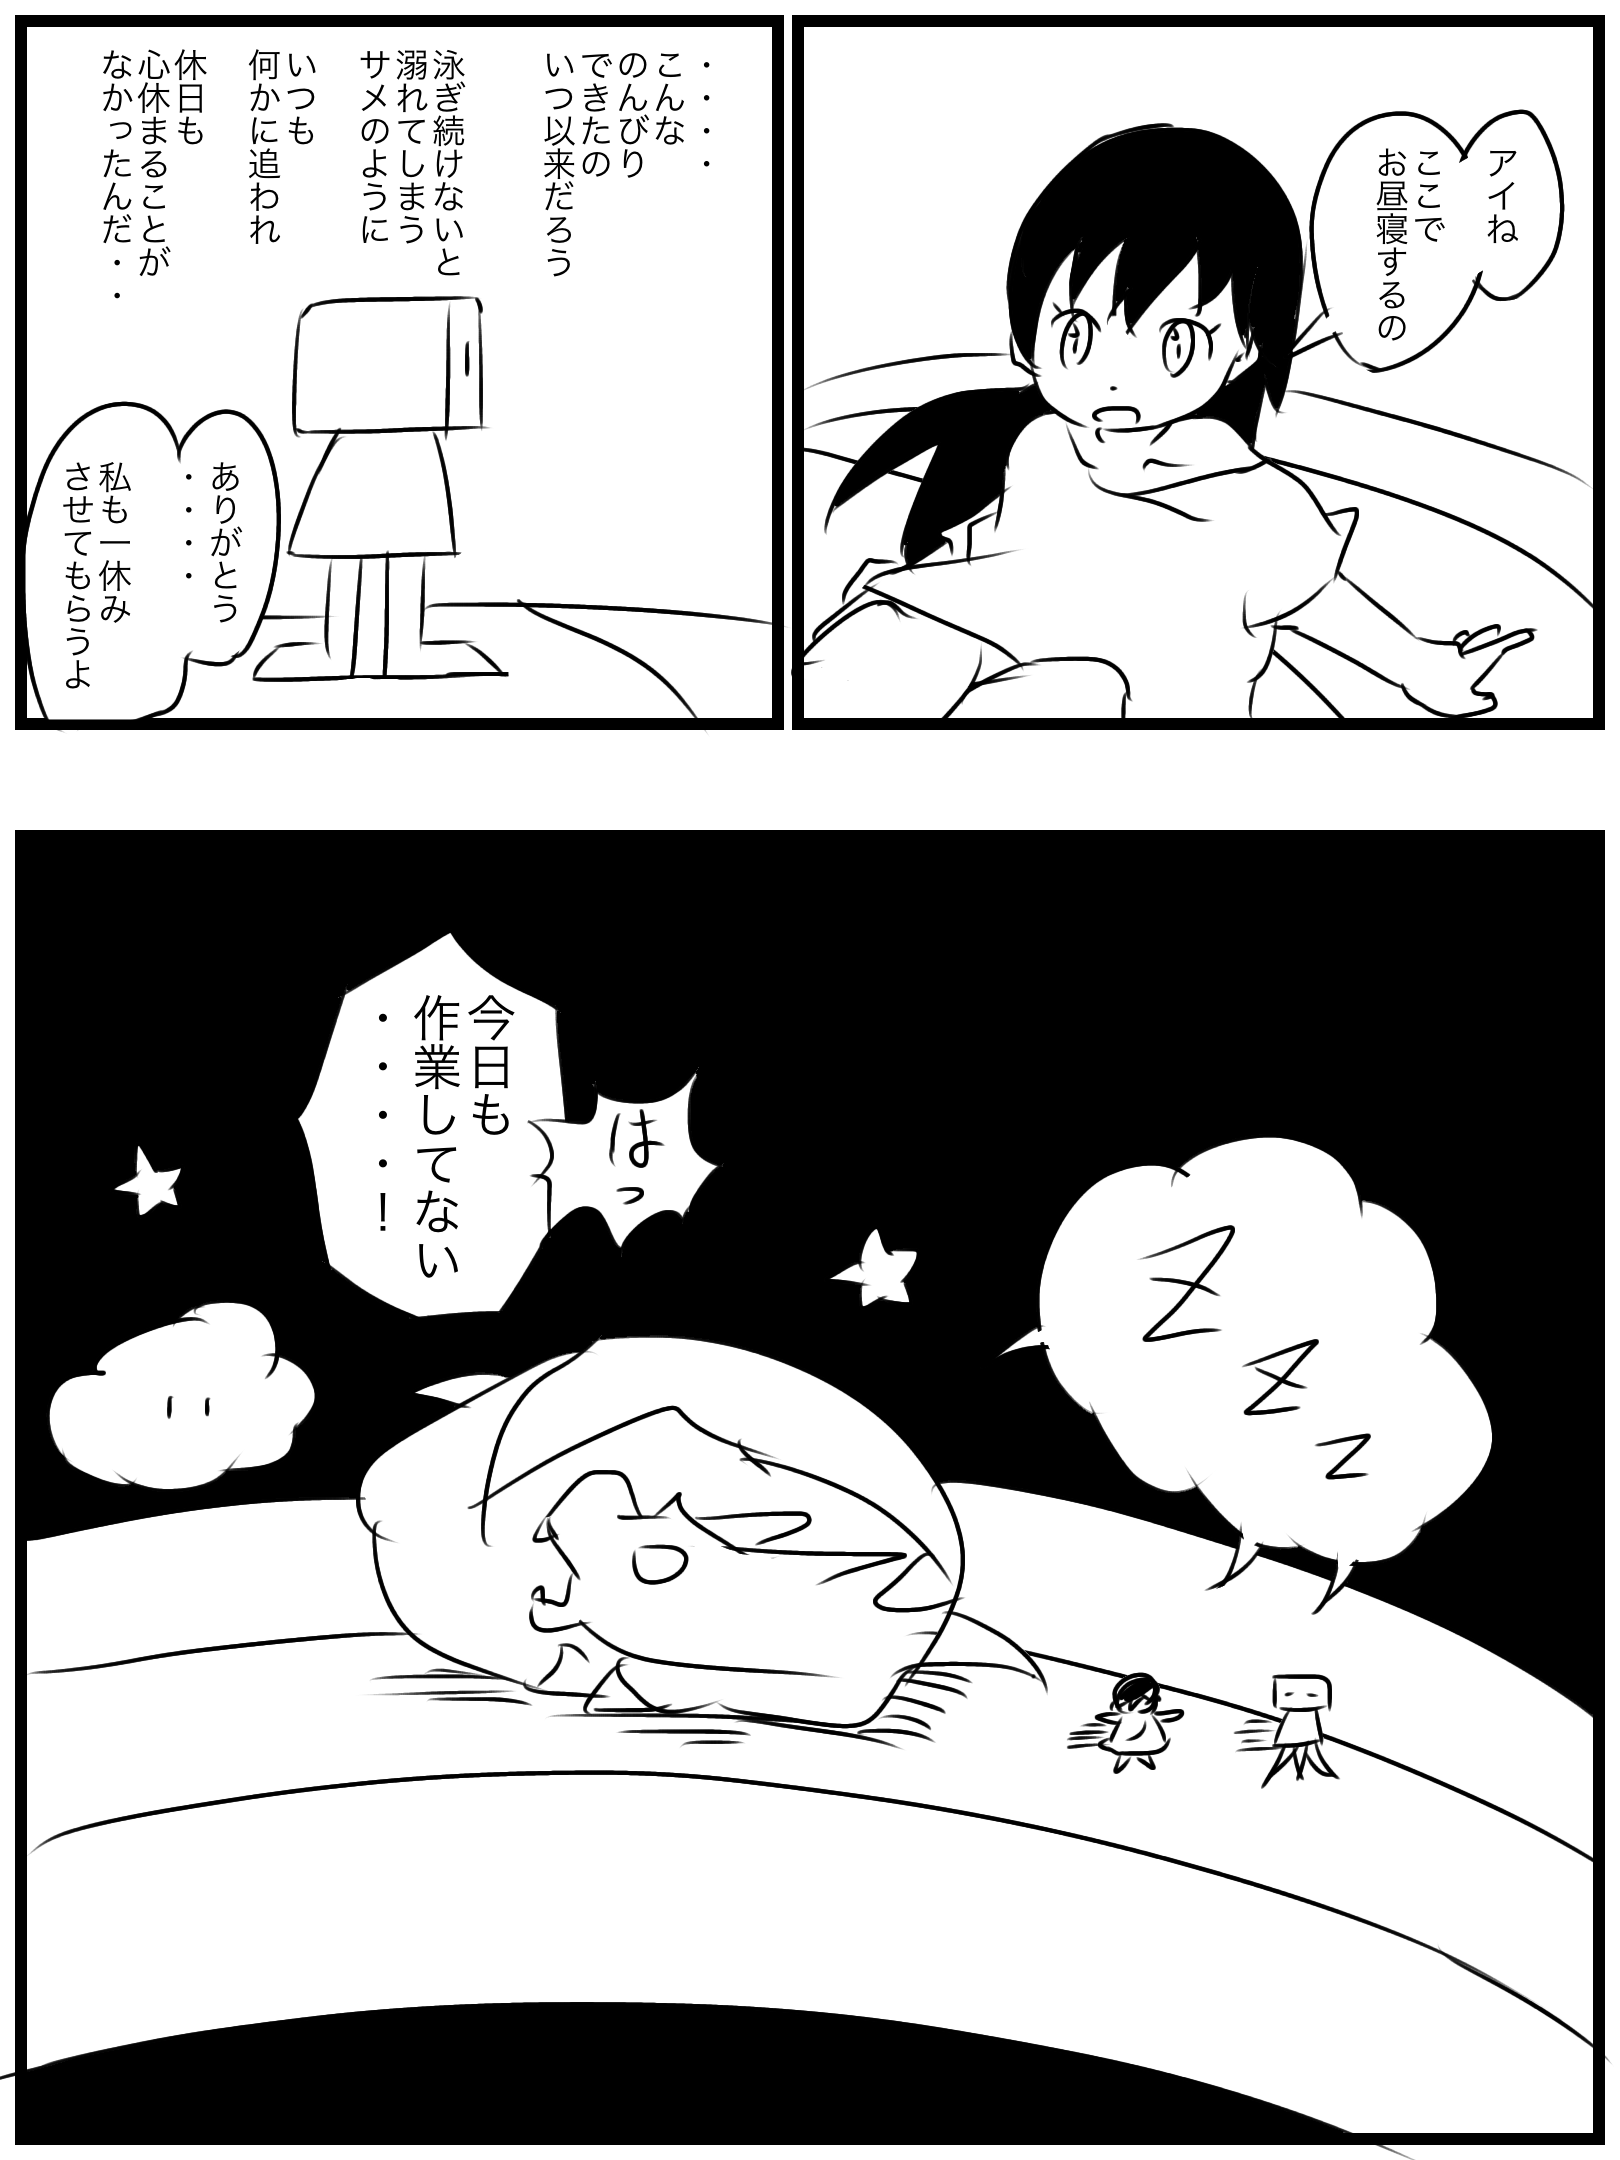 アイね
ここで
お昼寝するの
・・・・
こんな
のんびり
できたの
いつ以来だろう
泳ぎ続けないと
溺れてしまう
サメのように
いつも
何かに追われ
休日も
心休まることが
なかったんだ・・
ありがとう
・・・・
私も一休み
させてもらうよ
Z
Z
Z
はっ
今日も
作業してない
・・・・！